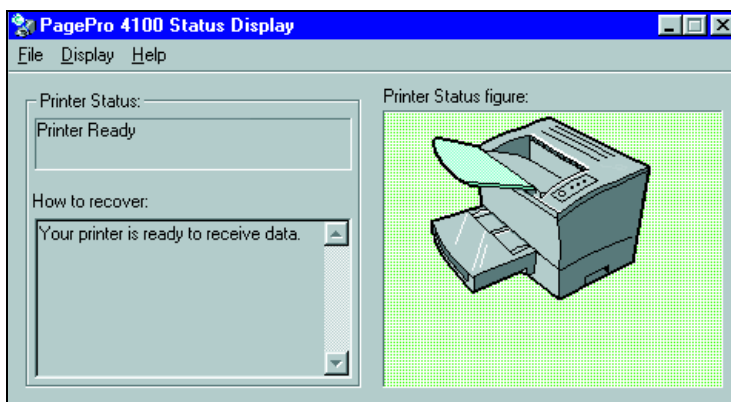 PagePro 4100 Status Display
File Display Help
Printer Status:
Printer Ready
How to recover:
Your printer is ready to receive data.
Printer Status figure: